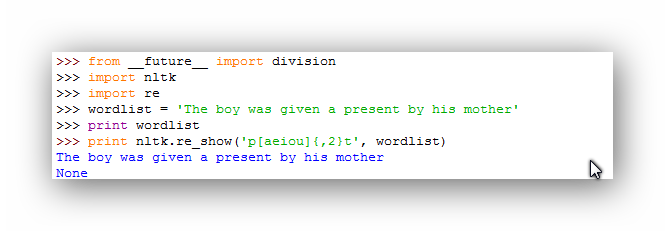 >>> from __future__ import division
>>> import nltk
>>> import re
>>> wordlist = 'The boy was given a present by his mother'
>>> print wordlist
>>> print nltk.re_show('p[aeiou]{,2}t', wordlist)
The boy was given a present by his mother
None